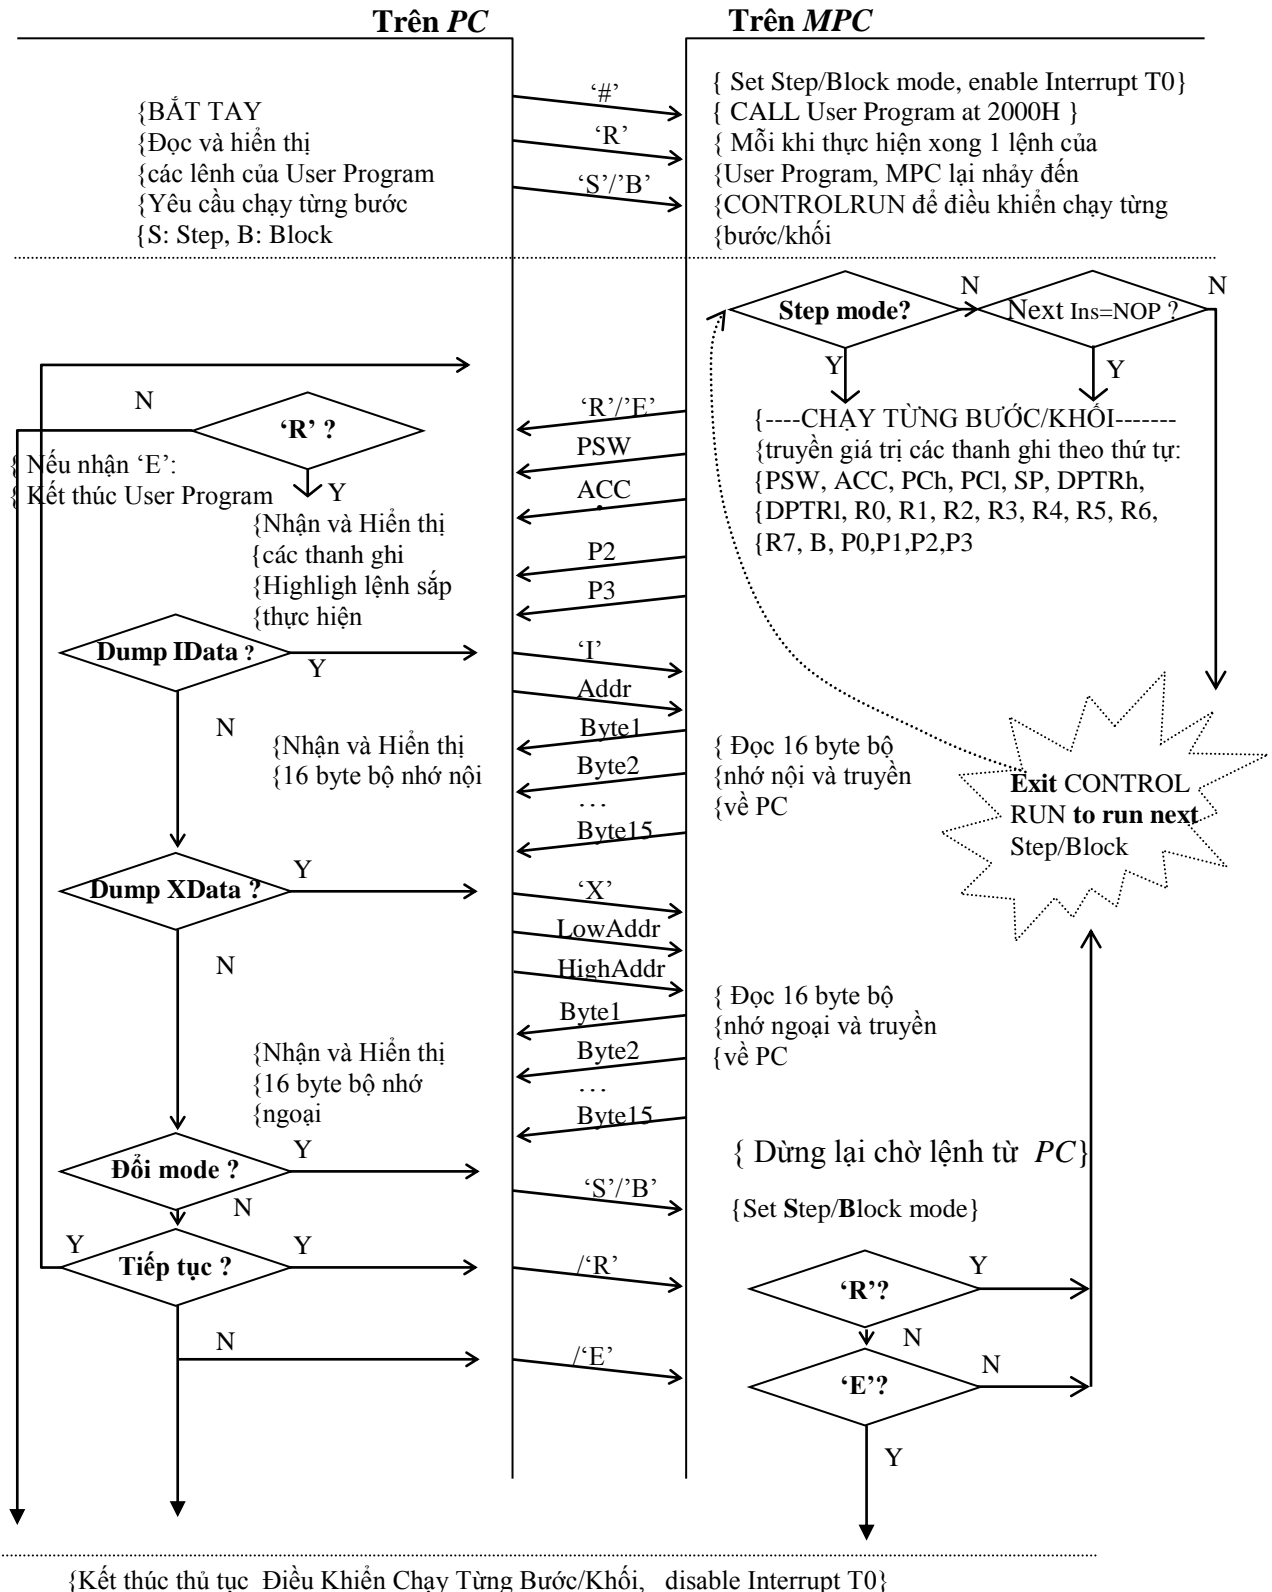 Trên PC
Trên MPC
‘#’
‘R’
‘S’/’B’
{BẮT TAY
{Đọc và hiển thị
{các lênh của User Program
{Yêu cầu chạy từng bước
{S: Step, B: Block
{ Set Step/Block mode, enable Interrupt T0}
{ CALL User Program at 2000H }
{ Mỗi khi thực hiện xong 1 lệnh của
{User Program, MPC lại nhảy đến
{CONTROLRUN để điều khiển chạy từng
{bước/khối
Step mode?
N
Next Ins=NOP ?
N
Y
Y
N
‘R’ ?
‘R’/’E’
PSW
ACC
P2
P3
{----CHẠY TỪNG BƯỚC/KHỐI-------
{truyền giá trị các thanh ghi theo thứ tự:
{PSW, ACC, PCh, PCl, SP, DPTRh,
{DPTRl, R0, R1, R2, R3, R4, R5, R6,
{R7, B, P0,P1,P2,P3
{ Nếu nhận ‘E’:
{ Kết thúc User Program
Y
{Nhận và Hiển thị
{các thanh ghi
{Highligh lệnh sắp
{thực hiện
Dump IData ?
Y
N
‘I’
Addr
Byte1
Byte2
…
Byte15
{Nhận và Hiển thị
{16 byte bộ nhớ nội
{ Đọc 16 byte bộ
{nhớ nội và truyền
{về PC
Exit CONTROL
RUN to run next
Step/Block
Dump XData ?
Y
N
‘X’
LowAddr
HighAddr
Byte1
Byte2
…
Byte15
{Nhận và Hiển thị
{16 byte bộ nhớ
{ngoại
{ Đọc 16 byte bộ
{nhớ ngoại và truyền
{về PC
{ Dừng lại chờ lệnh từ PC}
Đổi mode ?
Y
N
‘S’/’B’
{Set Step/Block mode}
Y
Tiếp tục ?
Y
/‘R’
‘R’?
Y
N
N
/‘E’
‘E’?
N
Y
{Kết thúc thủ tục Điều Khiển Chạy Từng Bước/Khối, disable Interrupt T0}